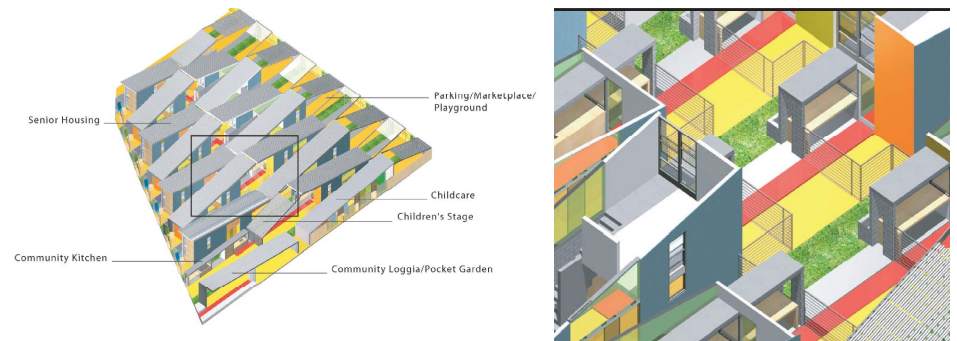 Parking/Marketplace/
Playground
Senior Housing
Childcare
Children's Stage
Community Kitchen
Community Loggia/Pocket Garden